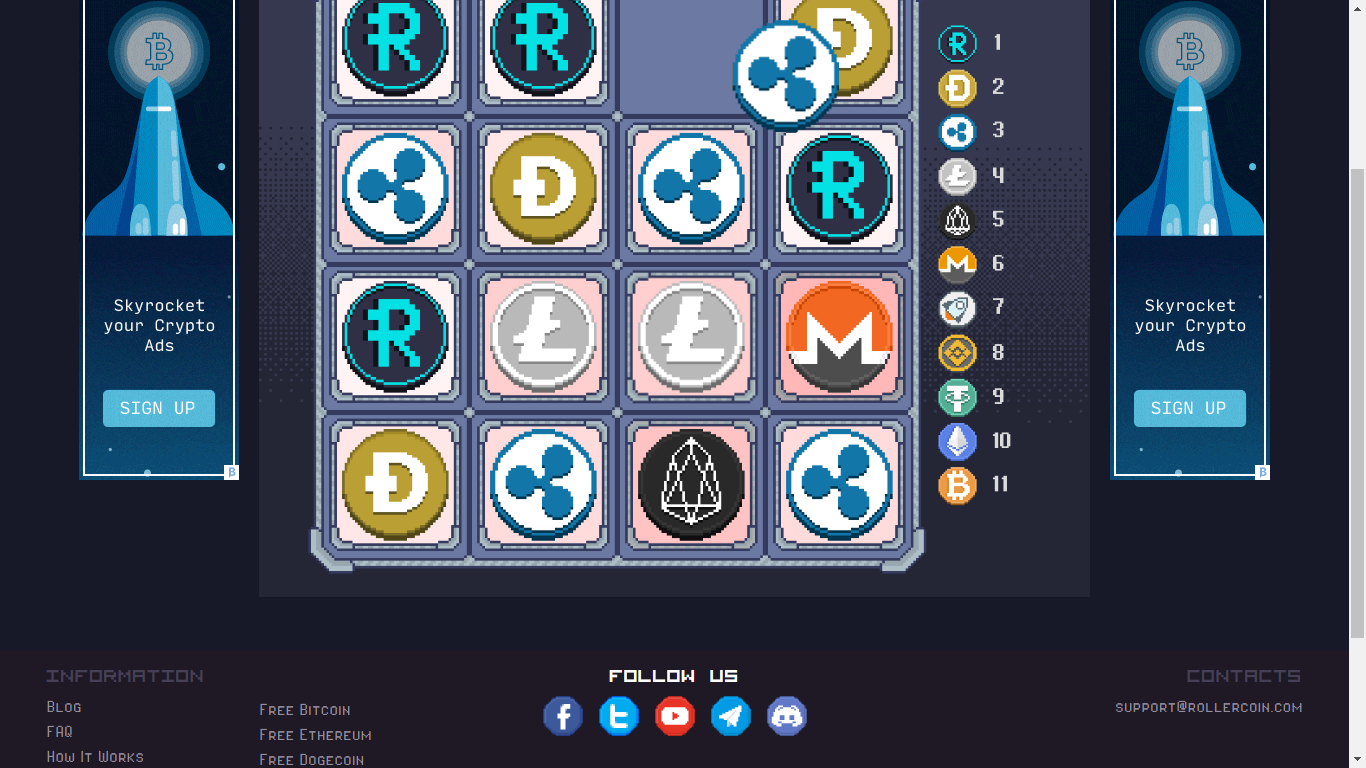 1
2
3
4
5
6
7
8
9
10
11
Skyrocket
your Crypto
Ads
SIGN UP
Skyrocket
your Crypto
Ads
SIGN UP
INFORMATION
Blog
FAQ
How It Works
Free Bitcoin
Free Ethereum
Free Dogecoin
FOLLOW US
CONTACTS
support@rollercoin.com